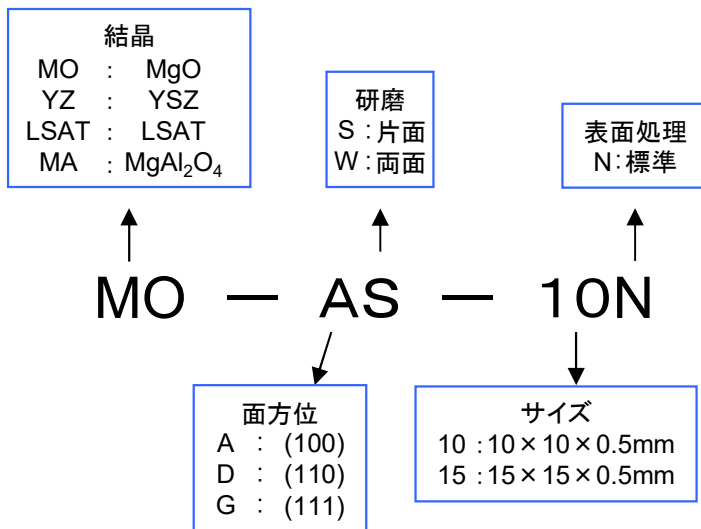 結晶
MO : MgO
YZ : YSZ
LSAT : LSAT
MA : MgAl₂O₄
研磨
S:片面
W:両面
表面処理
N:標準
MO － AS － 10N
面方位
A : (100)
D : (110)
G : (111)
サイズ
10 :10×10×0.5mm
15 :15×15×0.5mm